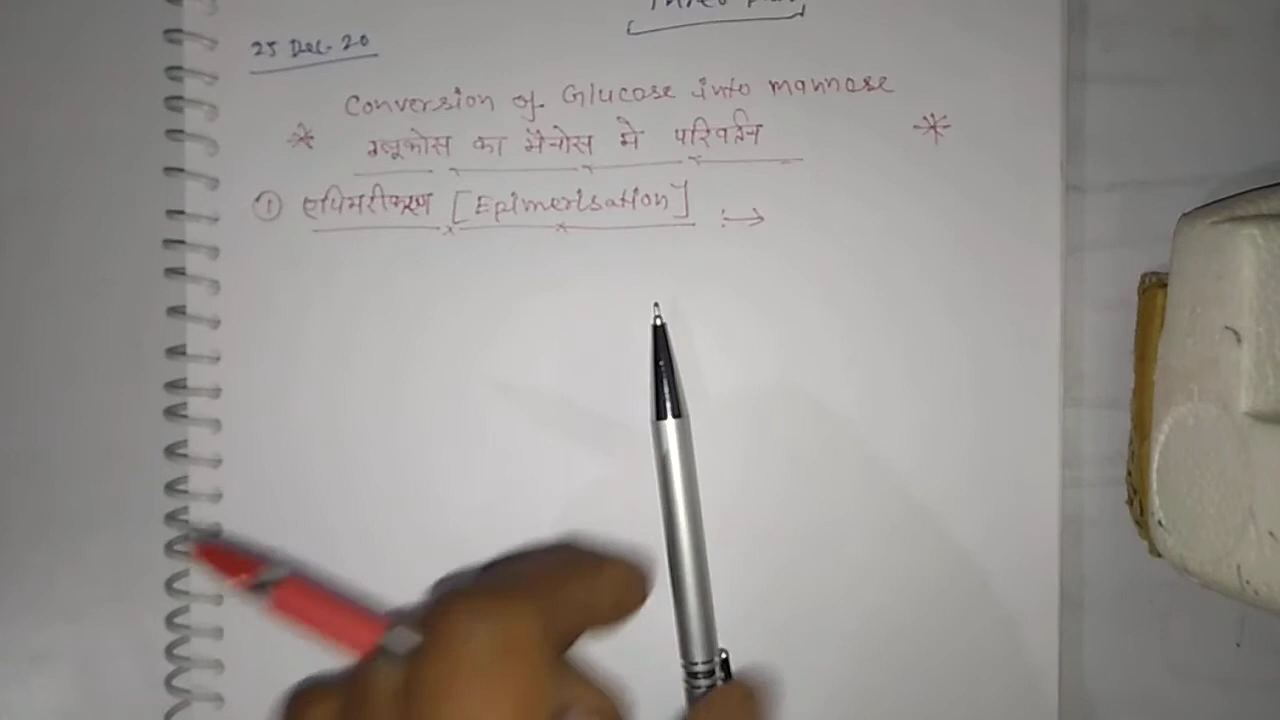 25 Dec. 20
Conversion of Glucose into mannose
* ग्लूकोस का मैनोस मे परिवर्तन *
① एपिमरीकरण [Epimerisation] :→